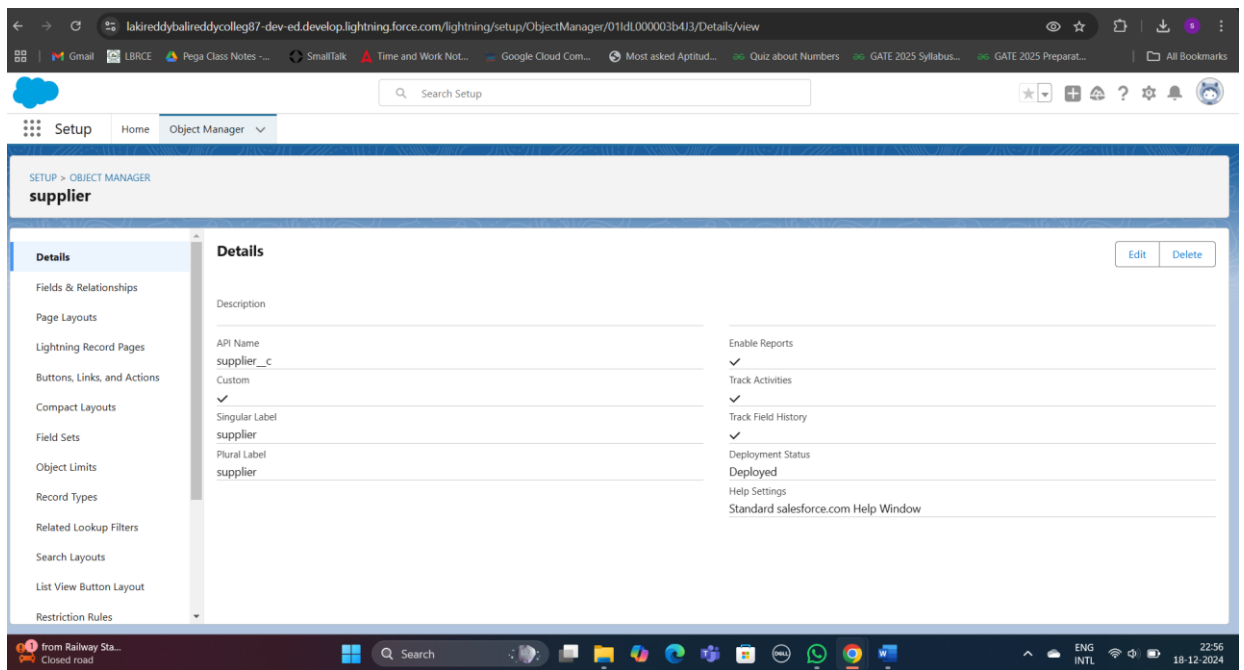 lakireddybalireddycolleg87-dev-ed.develop.lightning.force.com/lightning/setup/ObjectManager/01IdL000003b4J3/Details/view
Gmail LBRCE Pega Class Notes -... SmallTalk Time and Work Not... Google Cloud Com... Most asked Aptitud... Quiz about Numbers GATE 2025 Syllabus... GATE 2025 Preparat... All Bookmarks
Search Setup
Setup Home Object Manager
SETUP > OBJECT MANAGER
supplier
Details
Fields & Relationships
Page Layouts
Lightning Record Pages
Buttons, Links, and Actions
Compact Layouts
Field Sets
Object Limits
Record Types
Related Lookup Filters
Search Layouts
List View Button Layout
Restriction Rules
Details
Edit Delete
Description
API Name
supplier__c
Custom
Singular Label
supplier
Plural Label
supplier
Enable Reports
Track Activities
Track Field History
Deployment Status
Deployed
Help Settings
Standard salesforce.com Help Window
1
from Railway Sta...
Closed road
Search
ENG
INTL
22:56
18-12-2024